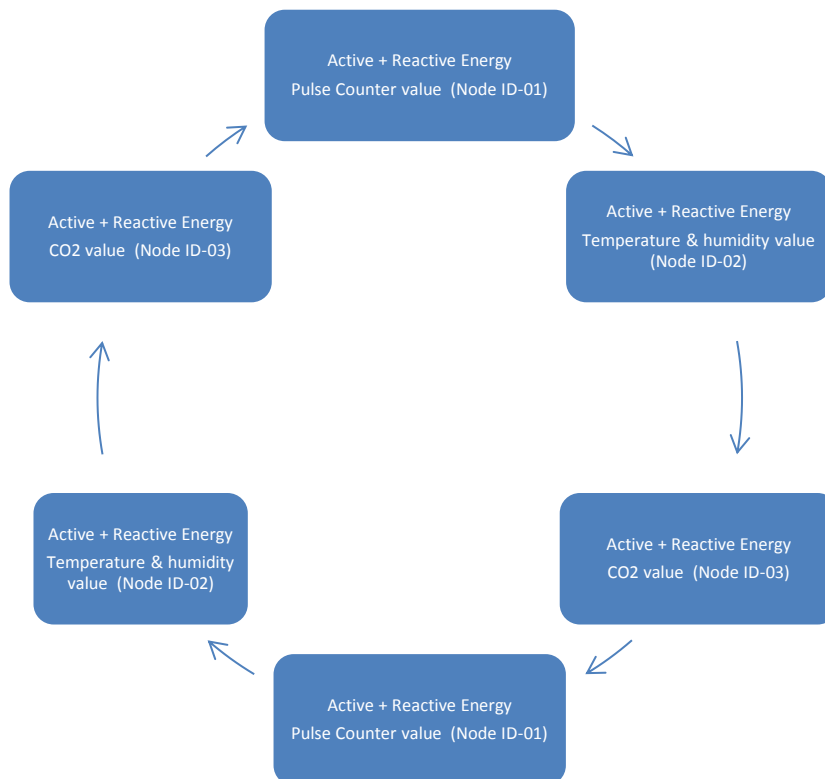 Active + Reactive Energy
Pulse Counter value  (Node ID-01)
Active + Reactive Energy
Temperature & humidity value
(Node ID-02)
Active + Reactive Energy
CO2 value  (Node ID-03)
Active + Reactive Energy
Pulse Counter value  (Node ID-01)
Active + Reactive Energy
Temperature & humidity
value  (Node ID-02)
Active + Reactive Energy
CO2 value  (Node ID-03)